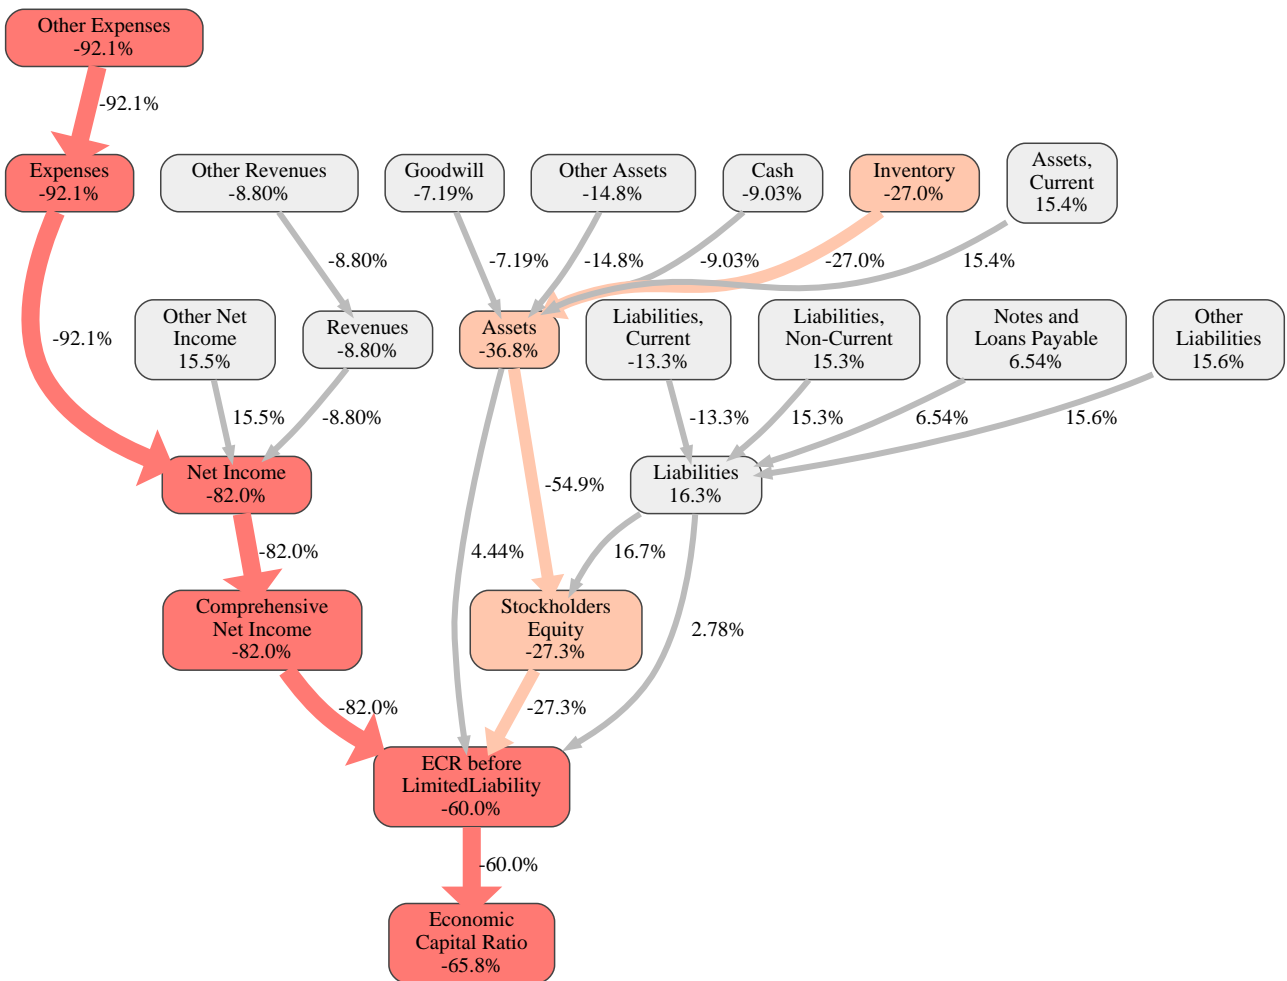 Other Expenses
-92.1%
-92.1%
Expenses
-92.1%
Other Revenues
-8.80%
Goodwill
-7.19%
Other Assets
-14.8%
Cash
-9.03%
Inventory
-27.0%
Assets,
Current
15.4%
-8.80%
-7.19%
-14.8%
-9.03%
-27.0%
15.4%
-92.1%
Other Net
Income
15.5%
Revenues
-8.80%
Assets
-36.8%
Liabilities,
Current
-13.3%
Liabilities,
Non-Current
15.3%
Notes and
Loans Payable
6.54%
Other
Liabilities
15.6%
15.5%
-8.80%
-13.3%
15.3%
6.54%
15.6%
Net Income
-82.0%
-54.9%
Liabilities
16.3%
-82.0%
4.44%
16.7%
Comprehensive
Net Income
-82.0%
Stockholders
Equity
-27.3%
2.78%
-82.0%
-27.3%
ECR before
LimitedLiability
-60.0%
-60.0%
Economic
Capital Ratio
-65.8%